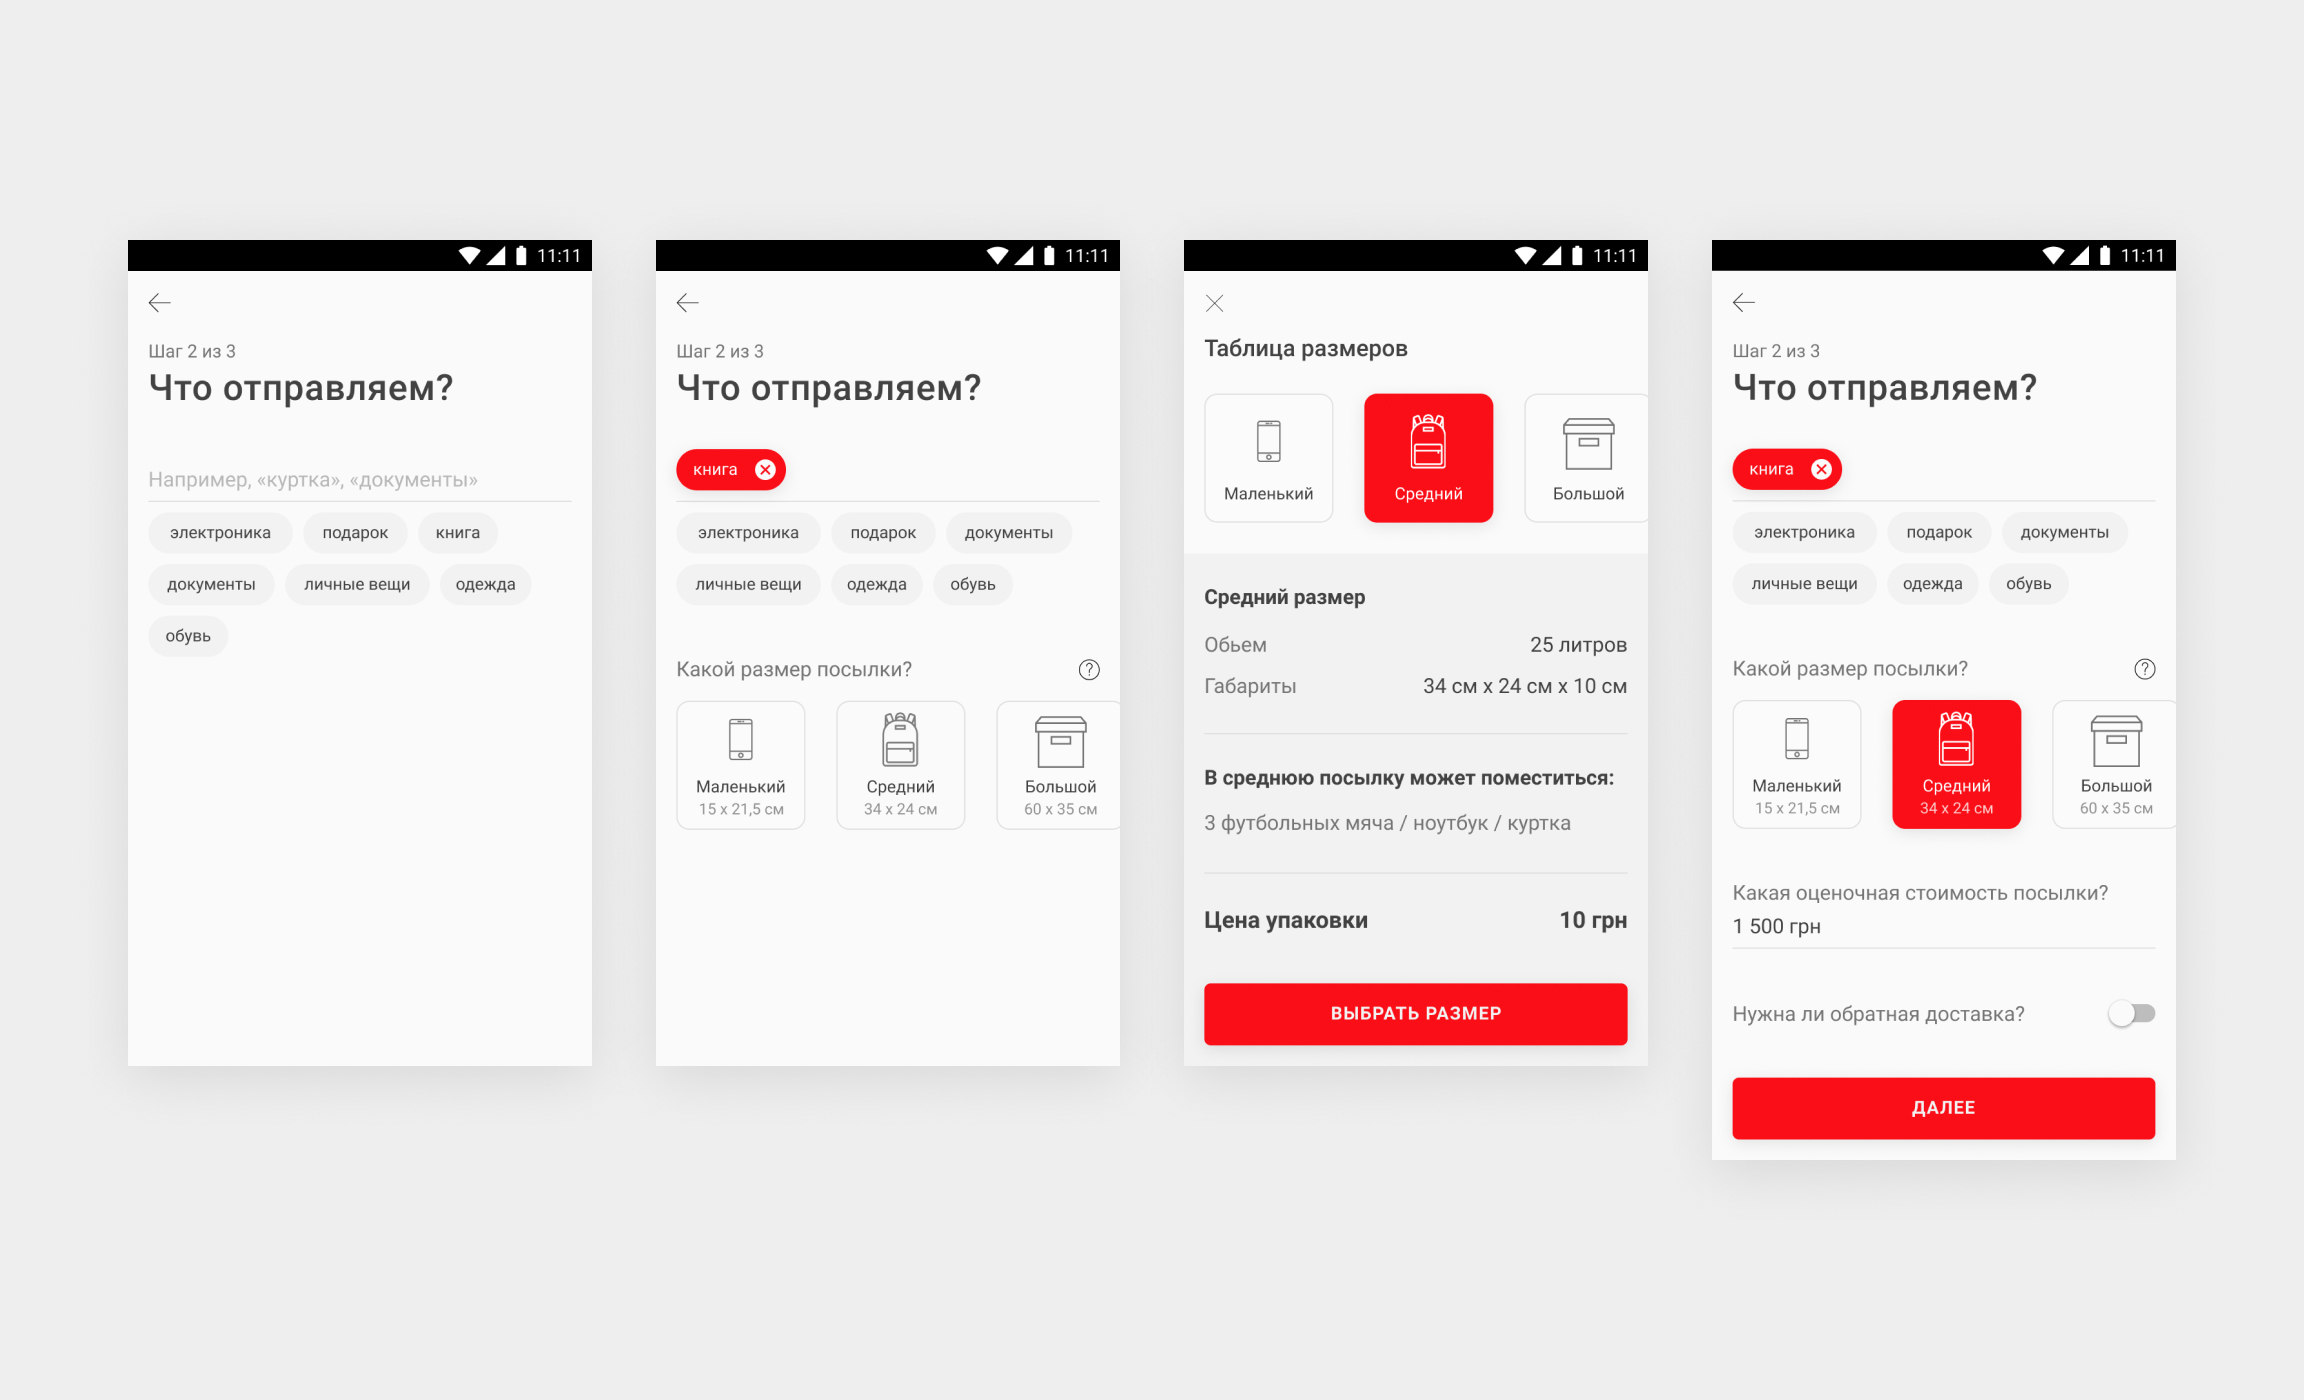 11:11
Шаг 2 из 3
Что отправляем?
Например, «куртка», «документы»
электроника подарок книга
документы личные вещи одежда
обувь
11:11
Шаг 2 из 3
Что отправляем?
книга
электроника подарок документы
личные вещи одежда обувь
Какой размер посылки? ?
Маленький Средний Большой
15 x 21,5 см 34 x 24 см 60 x 35 см
11:11
Таблица размеров
Маленький Средний Большой
Средний размер
Обьем 25 литров
Габариты 34 см x 24 см x 10 см
В среднюю посылку может поместиться:
3 футбольных мяча / ноутбук / куртка
Цена упаковки 10 грн
ВЫБРАТЬ РАЗМЕР
11:11
Шаг 2 из 3
Что отправляем?
книга
электроника подарок документы
личные вещи одежда обувь
Какой размер посылки? ?
Маленький Средний Большой
15 x 21,5 см 34 x 24 см 60 x 35 см
Какая оценочная стоимость посылки?
1 500 грн
Нужна ли обратная доставка?
ДАЛЕЕ